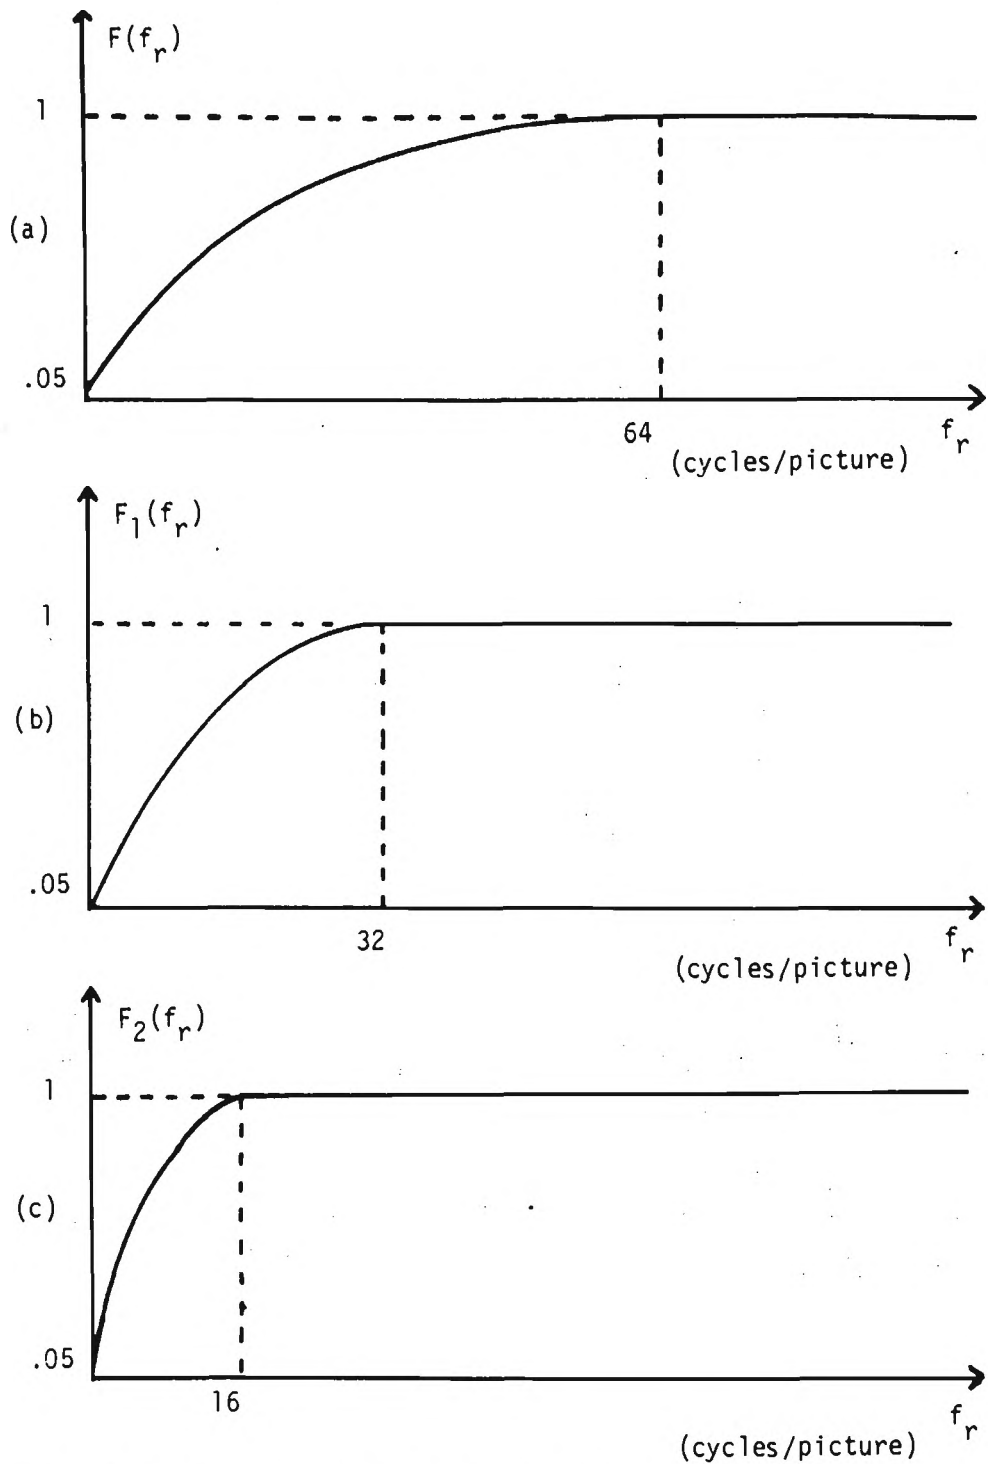 F(f_r)
1
(a)
.05
64
f_r
(cycles/picture)
F_1(f_r)
1
(b)
.05
32
f_r
(cycles/picture)
F_2(f_r)
1
(c)
.05
16
f_r
(cycles/picture)